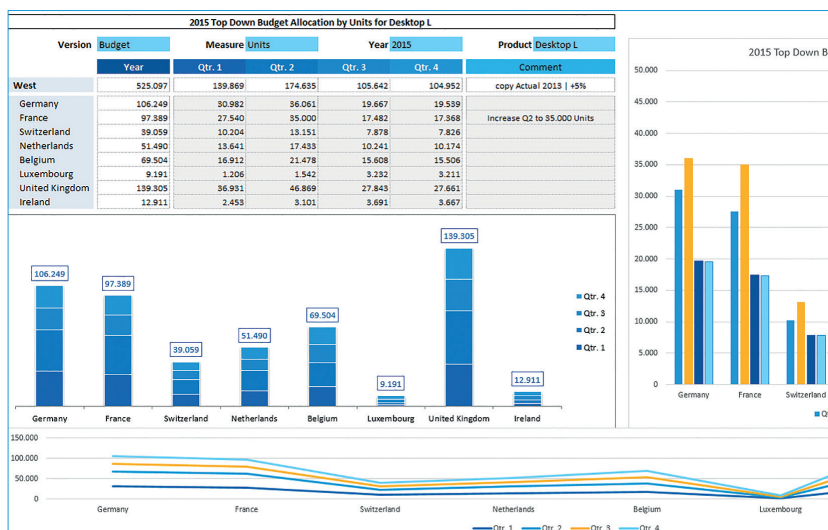 2015 Top Down Budget Allocation by Units for Desktop L
Version Budget Measure Units Year 2015 Product Desktop L
Year Qtr. 1 Qtr. 2 Qtr. 3 Qtr. 4 Comment
West 525.097 139.869 174.635 105.642 104.952 copy Actual 2013 | +5%
Germany 106.249 30.982 36.061 19.667 19.539
France 97.389 27.540 35.000 17.482 17.368 Increase Q2 to 35.000 Units
Switzerland 39.059 10.204 13.151 7.878 7.826
Netherlands 51.490 13.641 17.433 10.241 10.174
Belgium 69.504 16.912 21.478 15.608 15.506
Luxembourg 9.191 1.206 1.542 3.232 3.211
United Kingdom 139.305 36.931 46.869 27.843 27.661
Ireland 12.911 2.453 3.101 3.691 3.667
106.249 97.389 39.059 51.490 69.504 9.191 139.305 12.911
Qtr. 4
Qtr. 3
Qtr. 2
Qtr. 1
Germany France Switzerland Netherlands Belgium Luxembourg United Kingdom Ireland
2015 Top Down B
50.000
45.000
40.000
35.000
30.000
25.000
20.000
15.000
10.000
5.000
0
Germany France Switzerland
Qt
150.000
100.000
50.000
0
Germany France Switzerland Netherlands Belgium Luxembourg
Qtr. 1 Qtr. 2 Qtr. 3 Qtr. 4